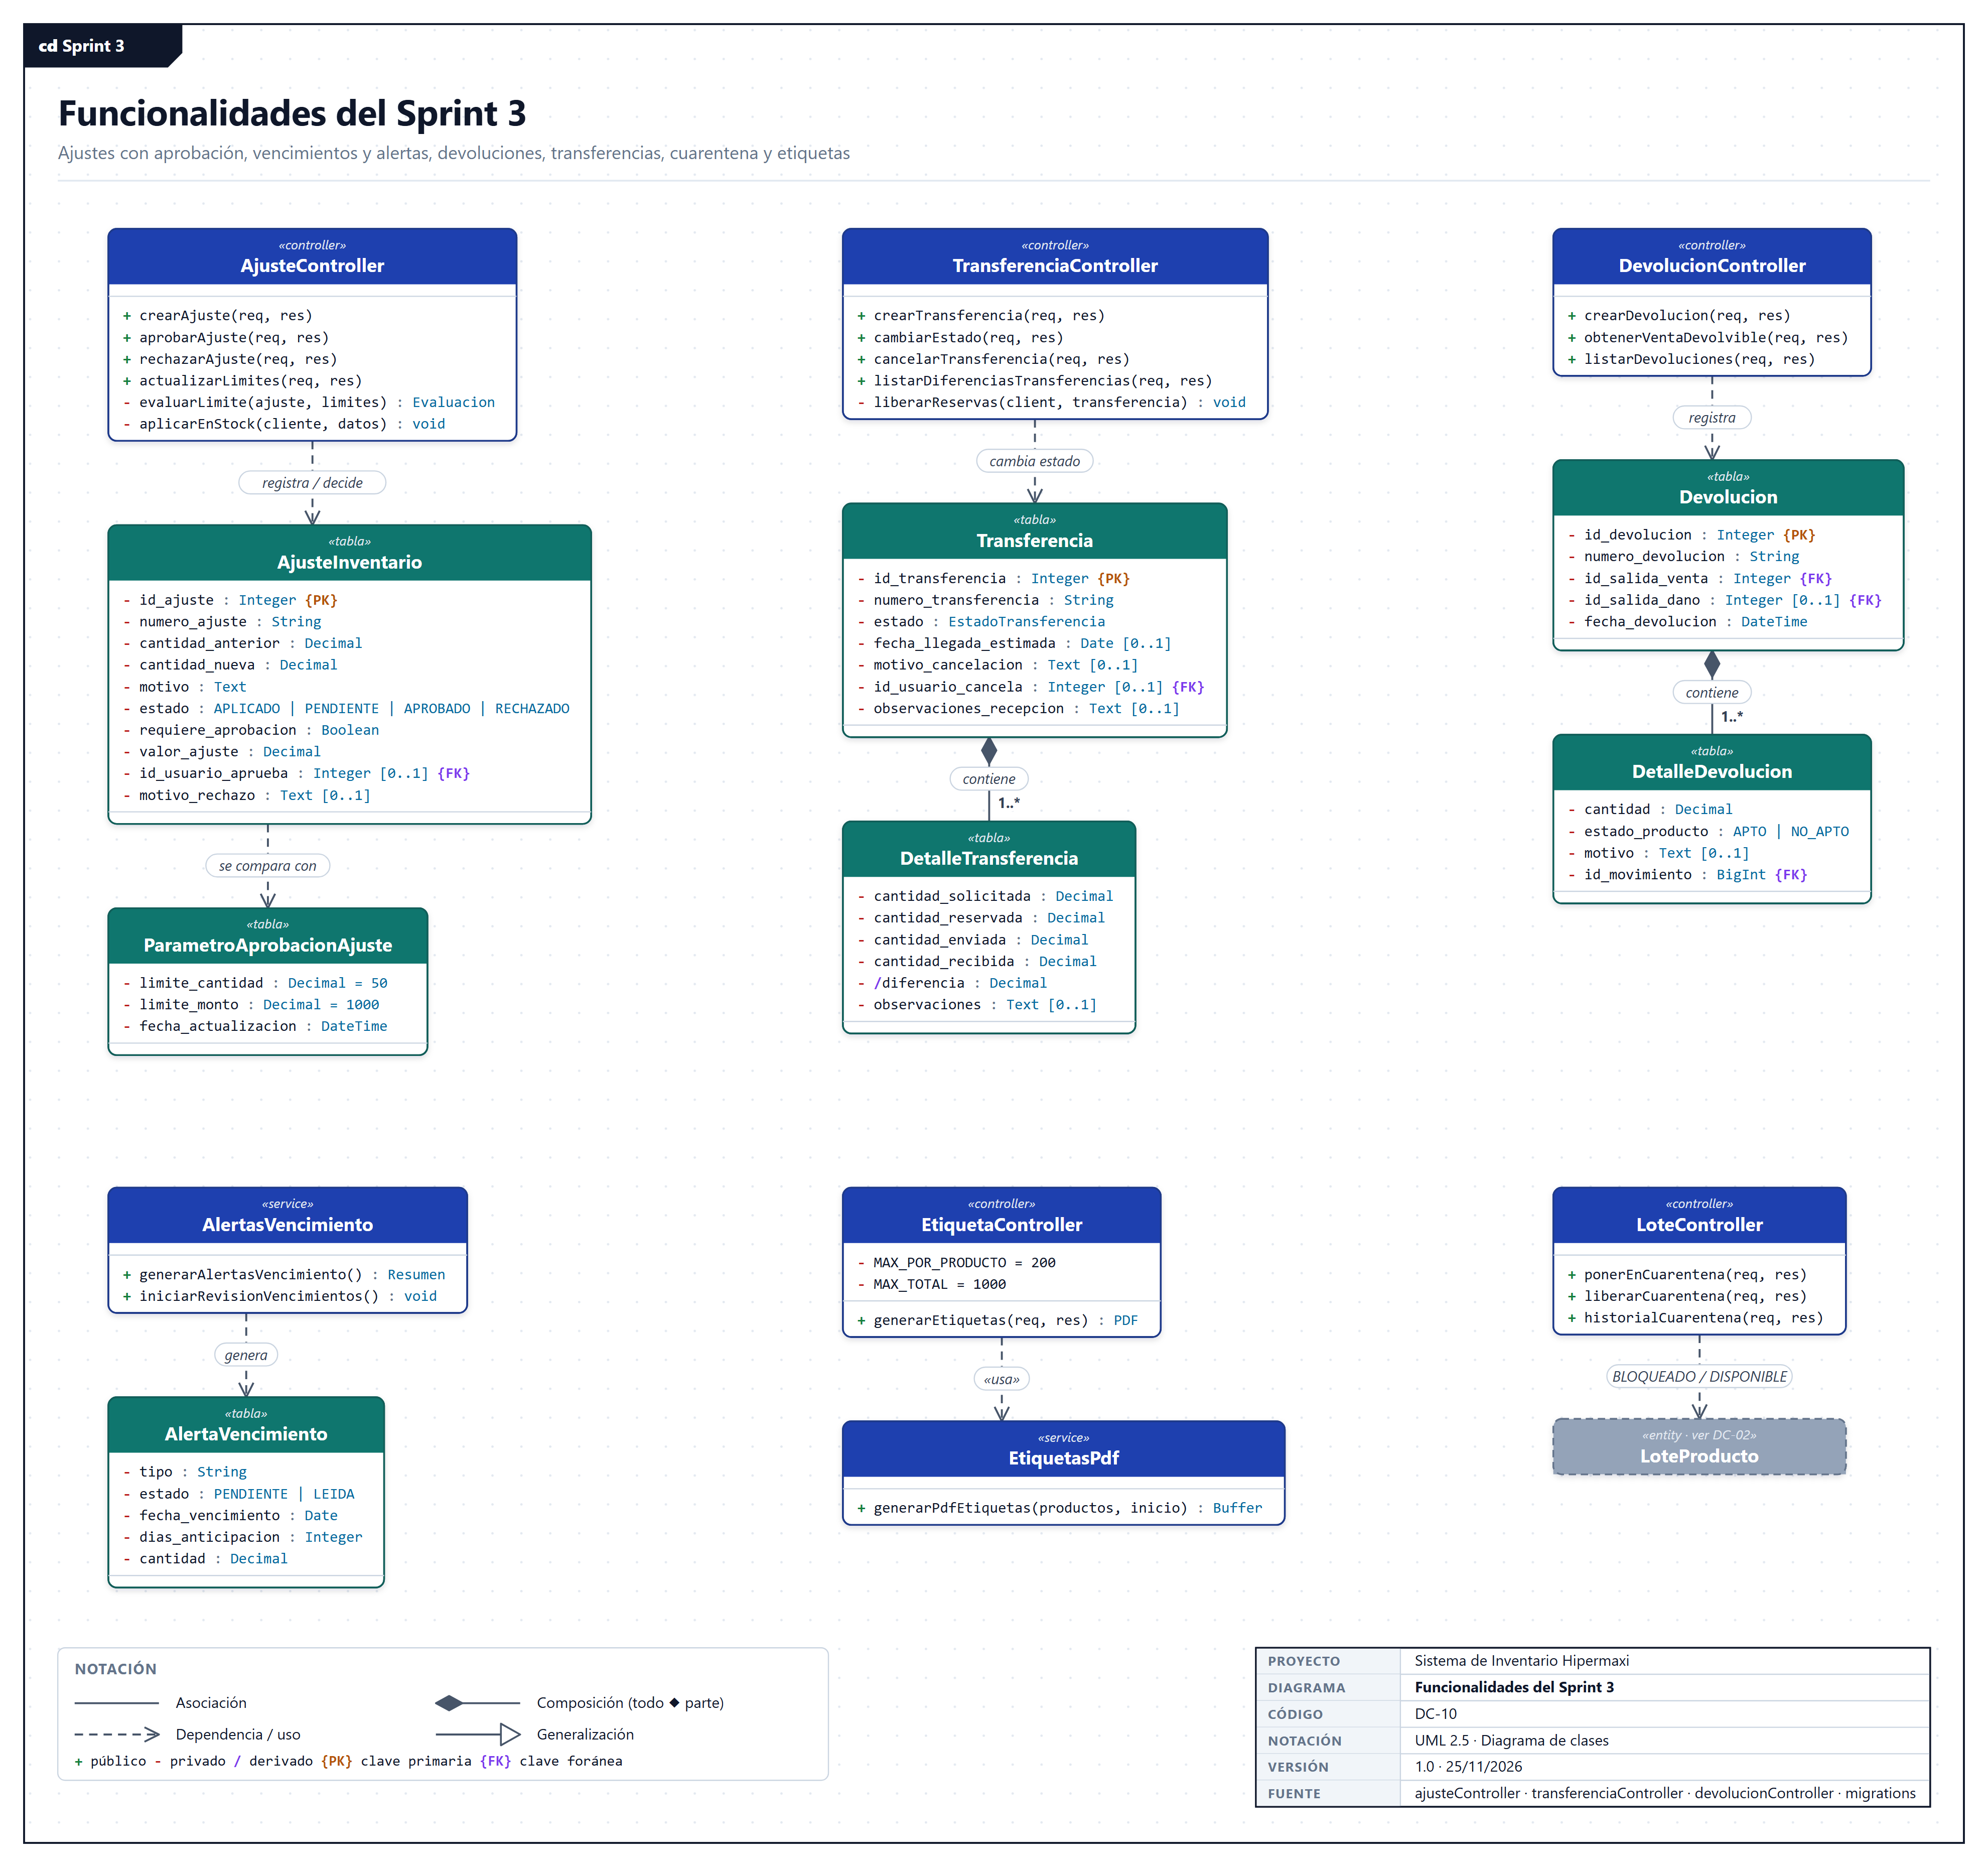 cd Sprint 3
Funcionalidades del Sprint 3
Ajustes con aprobación, vencimientos y alertas, devoluciones, transferencias, cuarentena y etiquetas
«controller»
AjusteController
+ crearAjuste(req, res)
+ aprobarAjuste(req, res)
+ rechazarAjuste(req, res)
+ actualizarLimites(req, res)
- evaluarLimite(ajuste, limites) : Evaluacion
- aplicarEnStock(cliente, datos) : void
registra / decide
«tabla»
AjusteInventario
- id_ajuste : Integer {PK}
- numero_ajuste : String
- cantidad_anterior : Decimal
- cantidad_nueva : Decimal
- motivo : Text
- estado : APLICADO | PENDIENTE | APROBADO | RECHAZADO
- requiere_aprobacion : Boolean
- valor_ajuste : Decimal
- id_usuario_aprueba : Integer [0..1] {FK}
- motivo_rechazo : Text [0..1]
se compara con
«tabla»
ParametroAprobacionAjuste
- limite_cantidad : Decimal = 50
- limite_monto : Decimal = 1000
- fecha_actualizacion : DateTime
«controller»
TransferenciaController
+ crearTransferencia(req, res)
+ cambiarEstado(req, res)
+ cancelarTransferencia(req, res)
+ listarDiferenciasTransferencias(req, res)
- liberarReservas(client, transferencia) : void
cambia estado
«tabla»
Transferencia
- id_transferencia : Integer {PK}
- numero_transferencia : String
- estado : EstadoTransferencia
- fecha_llegada_estimada : Date [0..1]
- motivo_cancelacion : Text [0..1]
- id_usuario_cancela : Integer [0..1] {FK}
- observaciones_recepcion : Text [0..1]
contiene
1..*
«tabla»
DetalleTransferencia
- cantidad_solicitada : Decimal
- cantidad_reservada : Decimal
- cantidad_enviada : Decimal
- cantidad_recibida : Decimal
- /diferencia : Decimal
- observaciones : Text [0..1]
«controller»
DevolucionController
+ crearDevolucion(req, res)
+ obtenerVentaDevolvible(req, res)
+ listarDevoluciones(req, res)
registra
«tabla»
Devolucion
- id_devolucion : Integer {PK}
- numero_devolucion : String
- id_salida_venta : Integer {FK}
- id_salida_dano : Integer [0..1] {FK}
- fecha_devolucion : DateTime
contiene
1..*
«tabla»
DetalleDevolucion
- cantidad : Decimal
- estado_producto : APTO | NO_APTO
- motivo : Text [0..1]
- id_movimiento : BigInt {FK}
«service»
AlertasVencimiento
+ generarAlertasVencimiento() : Resumen
+ iniciarRevisionVencimientos() : void
genera
«tabla»
AlertaVencimiento
- tipo : String
- estado : PENDIENTE | LEIDA
- fecha_vencimiento : Date
- dias_anticipacion : Integer
- cantidad : Decimal
«controller»
EtiquetaController
- MAX_POR_PRODUCTO = 200
- MAX_TOTAL = 1000
+ generarEtiquetas(req, res) : PDF
«usa»
«service»
EtiquetasPdf
+ generarPdfEtiquetas(productos, inicio) : Buffer
«controller»
LoteController
+ ponerEnCuarentena(req, res)
+ liberarCuarentena(req, res)
+ historialCuarentena(req, res)
BLOQUEADO / DISPONIBLE
«entity · ver DC-02»
LoteProducto
NOTACIÓN
Asociación
Composición (todo ◆ parte)
Dependencia / uso
Generalización
+ público - privado / derivado {PK} clave primaria {FK} clave foránea
PROYECTO Sistema de Inventario Hipermaxi
DIAGRAMA Funcionalidades del Sprint 3
CÓDIGO DC-10
NOTACIÓN UML 2.5 · Diagrama de clases
VERSIÓN 1.0 · 25/11/2026
FUENTE ajusteController · transferenciaController · devolucionController · migrations